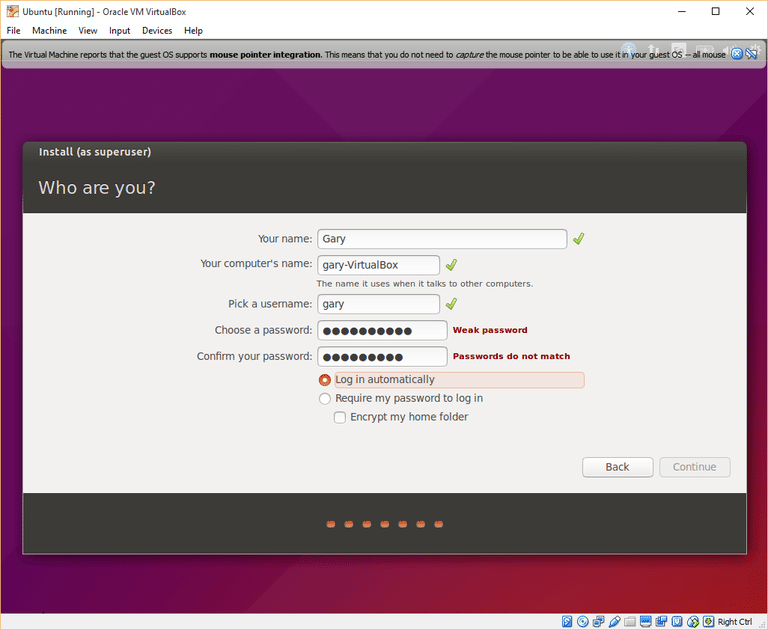 Ubuntu [Running] - Oracle VM VirtualBox
File Machine View Input Devices Help
The Virtual Machine reports that the guest OS supports mouse pointer integration. This means that you do not need to capture the mouse pointer to be able to use it in your guest OS -- all mouse
Install (as superuser)
Who are you?
Your name: Gary
Your computer's name: gary-VirtualBox
The name it uses when it talks to other computers.
Pick a username: gary
Choose a password: ●●●●●●●●●● Weak password
Confirm your password: ●●●●●●●●● Passwords do not match
Log in automatically
Require my password to log in
Encrypt my home folder
Back Continue
Right Ctrl